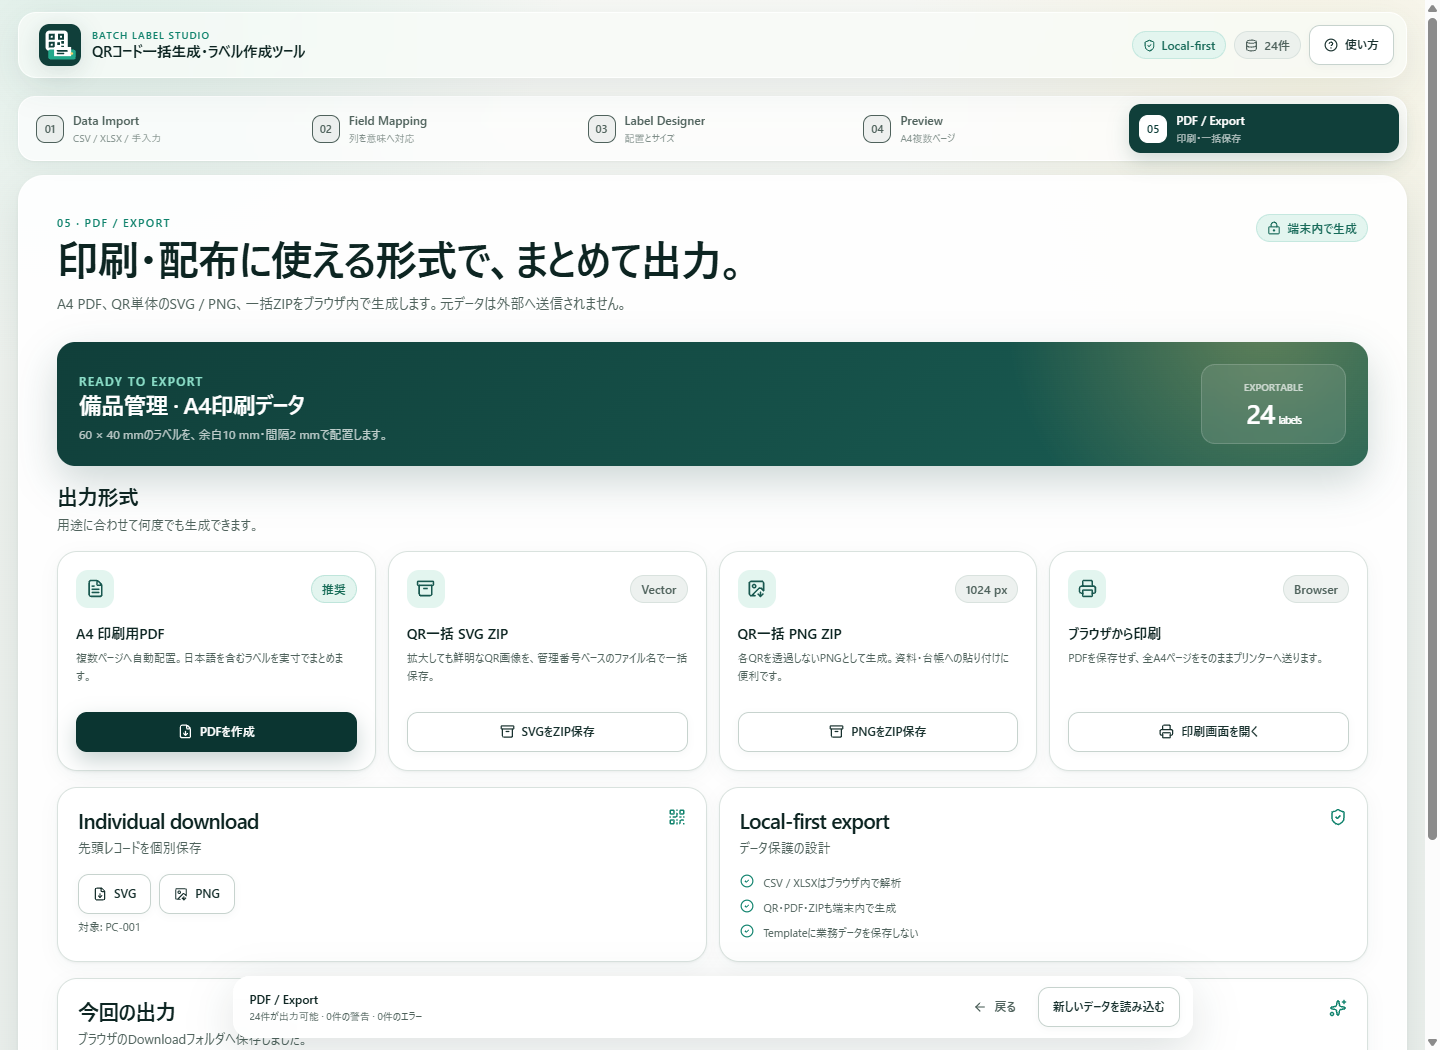 BATCH LABEL STUDIO
QRコード一括生成・ラベル作成ツール
Local-first
24件
使い方
01
Data Import
CSV / XLSX / 手入力
02
Field Mapping
列を意味へ対応
03
Label Designer
配置とサイズ
04
Preview
A4複数ページ
05
PDF / Export
印刷・一括保存
05 · PDF / EXPORT
端末内で生成
印刷・配布に使える形式で、まとめて出力。
A4 PDF、QR単体のSVG / PNG、一括ZIPをブラウザ内で生成します。元データは外部へ送信されません。
READY TO EXPORT
備品管理 · A4印刷データ
60 × 40 mmのラベルを、余白10 mm・間隔2 mmで配置します。
EXPORTABLE
24 labels
出力形式
用途に合わせて何度でも生成できます。
推奨
A4 印刷用PDF
複数ページへ自動配置。日本語を含むラベルを実寸でまとめま
す。
PDFを作成
Vector
QR一括 SVG ZIP
拡大しても鮮明なQR画像を、管理番号ベースのファイル名で一括
保存。
SVGをZIP保存
1024 px
QR一括 PNG ZIP
各QRを透過しないPNGとして生成。資料・台帳への貼り付けに
便利です。
PNGをZIP保存
Browser
ブラウザから印刷
PDFを保存せず、全A4ページをそのままプリンターへ送ります。
印刷画面を開く
Individual download
先頭レコードを個別保存
SVG
PNG
対象: PC-001
Local-first export
データ保護の設計
CSV / XLSXはブラウザ内で解析
QR・PDF・ZIPも端末内で生成
Templateに業務データを保存しない
今回の出力
ブラウザのDownloadフォルダへ保存しました。
PDF / Export
24件が出力可能 · 0件の警告 · 0件のエラー
戻る
新しいデータを読み込む